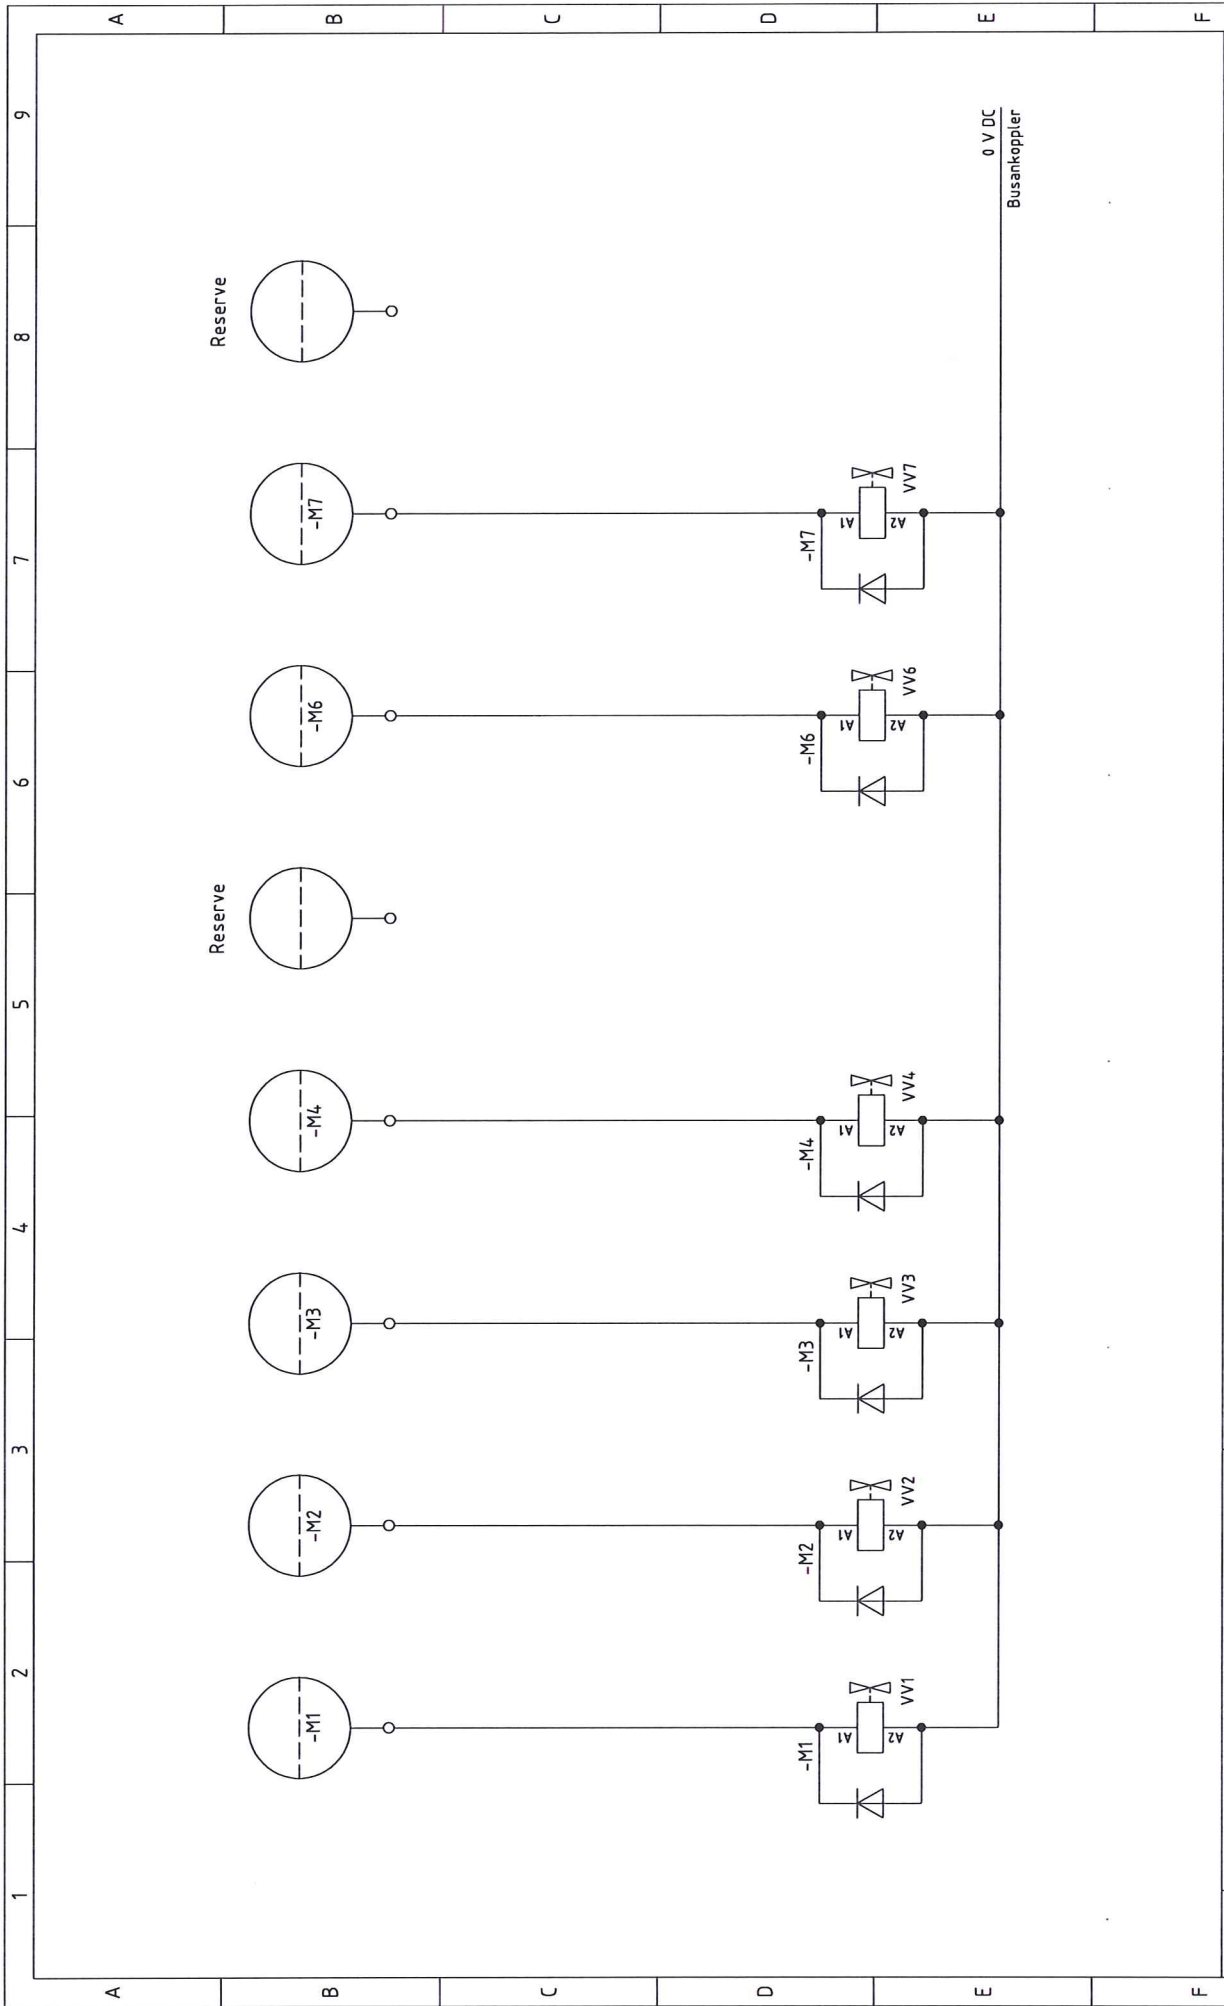 1 2 3 4 5 6 7 8 9
A A
Reserve Reserve
-M1 -M2 -M3 -M4 -M6 -M7
B B
C C
D D
-M1 -M2 -M3 -M4 -M6 -M7
A1 A1 A1 A1 A1 A1
A2 A2 A2 A2 A2 A2
VV1 VV2 VV3 VV4 VV6 VV7
E E
0 V DC
Busankoppler
F F